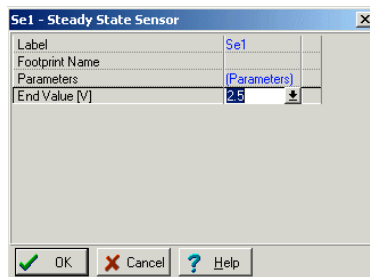 Se1 - Steady State Sensor
Label Se1
Footprint Name
Parameters (Parameters)
End Value [V] 2.5
OK Cancel ? Help